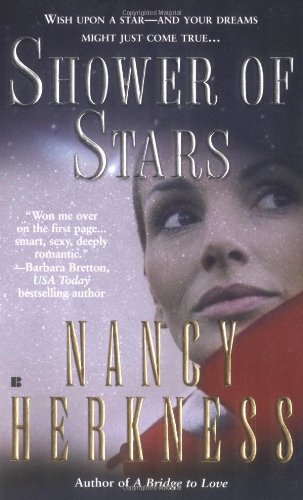 WISH UPON A STAR—AND YOUR DREAMS
MIGHT JUST COME TRUE...
SHOWER OF
STARS
"Won me over
on the first page...
smart, sexy, deeply
romantic."
—Barbara Bretton,
USA Today
bestselling author
NANCY
B
HERKNESS
Author of A Bridge to Love